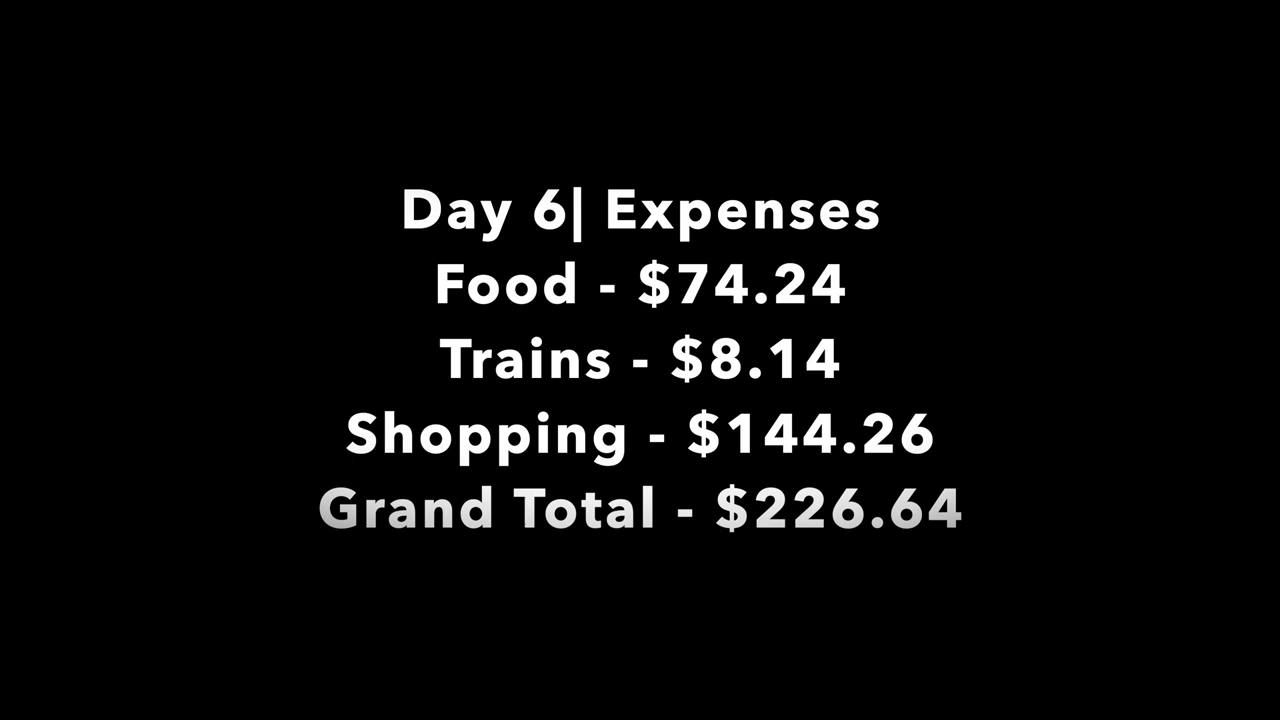 Day 6| Expenses
Food - $74.24
Trains - $8.14
Shopping - $144.26
Grand Total - $226.64